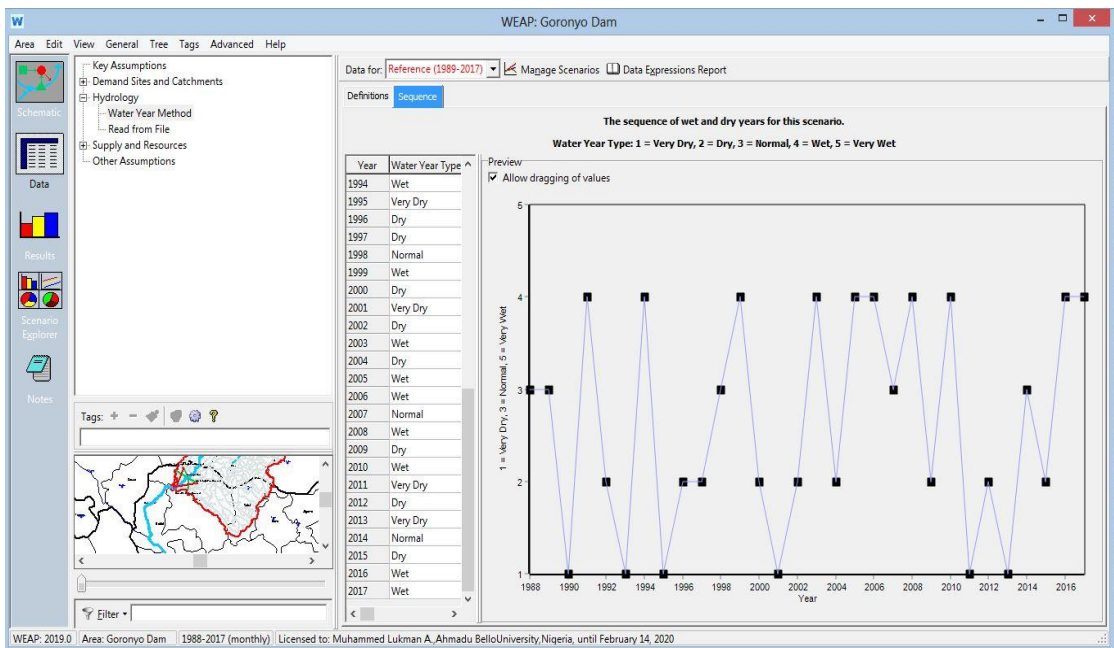 W WEAP: Goronyo Dam
Area Edit View General Tree Tags Advanced Help
Schematic
Data
Results
Scenario
Explorer
Notes
Key Assumptions
Demand Sites and Catchments
Hydrology
Water Year Method
Read from File
Supply and Resources
Other Assumptions
Tags:
Filter
Data for: Reference (1989-2017) Manage Scenarios Data Expressions Report
Definitions Sequence
The sequence of wet and dry years for this scenario.
Water Year Type: 1 = Very Dry, 2 = Dry, 3 = Normal, 4 = Wet, 5 = Very Wet
Year Water Year Type
1994 Wet
1995 Very Dry
1996 Dry
1997 Dry
1998 Normal
1999 Wet
2000 Dry
2001 Very Dry
2002 Dry
2003 Wet
2004 Dry
2005 Wet
2006 Wet
2007 Normal
2008 Wet
2009 Dry
2010 Wet
2011 Very Dry
2012 Dry
2013 Very Dry
2014 Normal
2015 Dry
2016 Wet
2017 Wet
Preview
Allow dragging of values
1 = Very Dry, 3 = Normal, 5 = Very Wet
5
4
3
2
1
1988 1990 1992 1994 1996 1998 2000 2002 2004 2006 2008 2010 2012 2014 2016
Year
WEAP: 2019.0 Area: Goronyo Dam 1988-2017 (monthly) Licensed to: Muhammed Lukman A.,Ahmadu BelloUniversity,Nigeria, until February 14, 2020